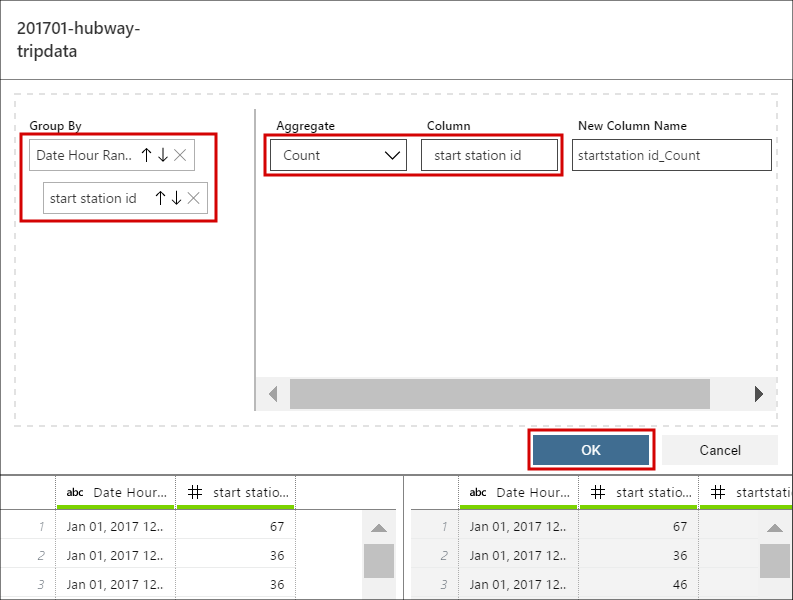 201701-hubway-
tripdata
Group By
Aggregate
Column
New Column Name
Date Hour Ran..
Count
start station id
startstation id_Count
start station id
OK
Cancel
abc Date Hour... # start statio...
abc Date Hour... # start statio... # startstati
1 Jan 01, 2017 12.. 67
1 Jan 01, 2017 12.. 67
2 Jan 01, 2017 12.. 36
2 Jan 01, 2017 12.. 36
3 Jan 01, 2017 12.. 36
3 Jan 01, 2017 12.. 46